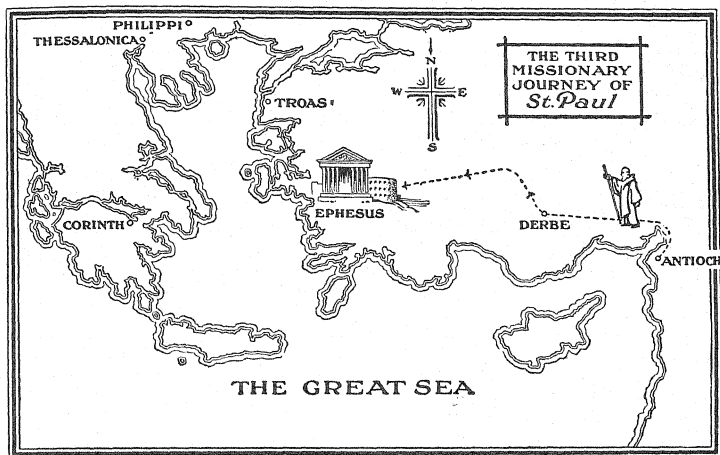 PHILIPPI
THESSALONICA
THE THIRD
MISSIONARY
JOURNEY OF
St. Paul
N
W E
S
TROAS
EPHESUS
CORINTH
DERBE
ANTIOCH
THE GREAT SEA